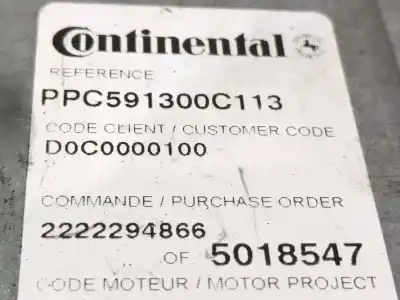 Continental
REFERENCE
PPC591300C113
CODE CLIENT / CUSTOMER CODE
D0C0000100
COMMANDE / PURCHASE ORDER
2222294866
OF 5018547
CODE MOTEUR / MOTOR PROJECT